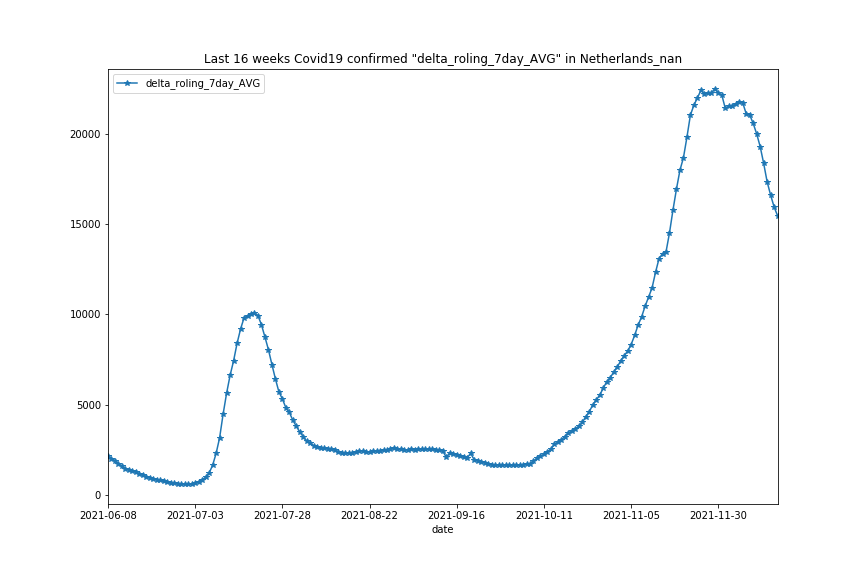 Last 16 weeks Covid19 confirmed "delta_roling_7day_AVG" in Netherlands_nan
delta_roling_7day_AVG
20000
15000
10000
5000
0
2021-06-08 2021-07-03 2021-07-28 2021-08-22 2021-09-16 2021-10-11 2021-11-05 2021-11-30
date